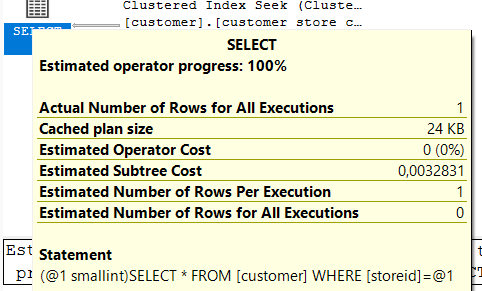 Clustered Index Seek (Cluste…
[customer].[customer store c…
SELECT
SELECT
Estimated operator progress: 100%
Actual Number of Rows for All Executions 1
Cached plan size 24 KB
Estimated Operator Cost 0 (0%)
Estimated Subtree Cost 0,0032831
Estimated Number of Rows Per Execution 1
Estimated Number of Rows for All Executions 0
Statement
(@1 smallint)SELECT * FROM [customer] WHERE [storeid]=@1